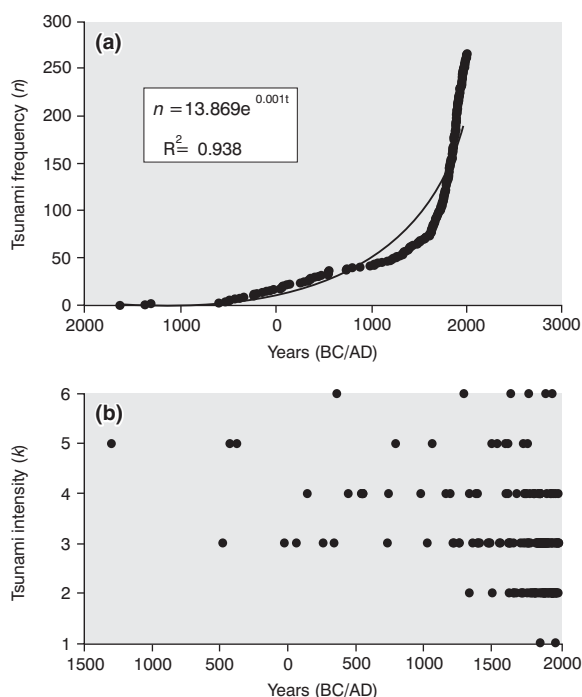 (a)
300
250
200
150
100
50
0
Tsunami frequency (n)
n = 13.869e^0.001t
R²= 0.938
2000 1000 0 1000 2000 3000
Years (BC/AD)
(b)
6
5
4
3
2
1
Tsunami intensity (k)
1500 1000 500 0 500 1000 1500 2000
Years (BC/AD)